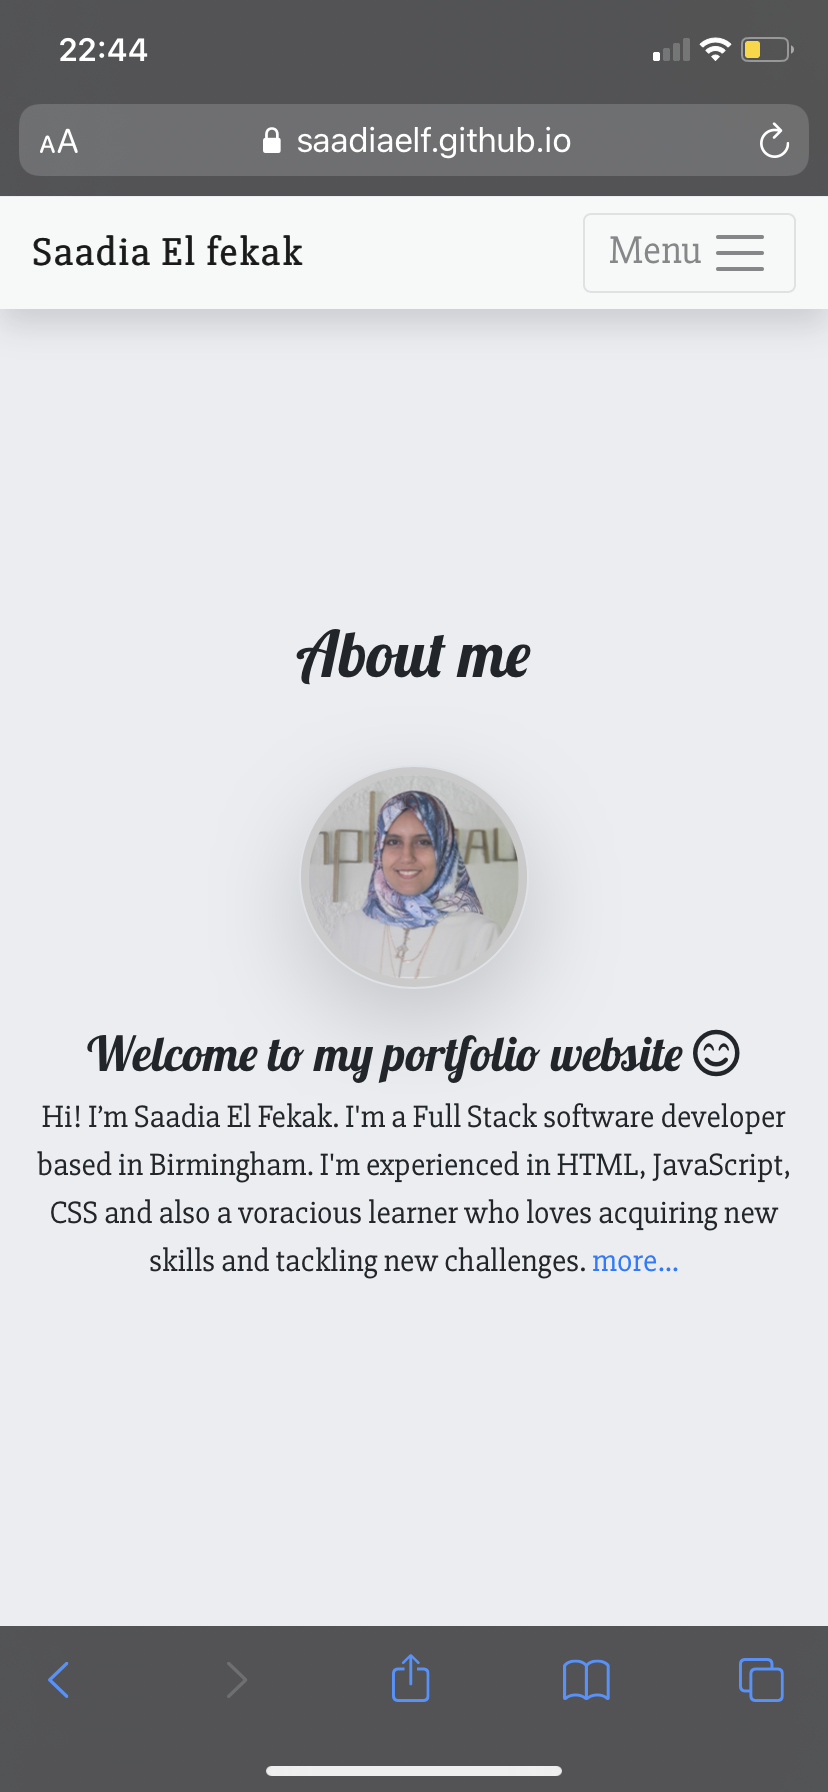 22:44
AA saadiaelf.github.io
Saadia El fekak
Menu
About me
Welcome to my portfolio website
Hi! I’m Saadia El Fekak. I'm a Full Stack software developer
based in Birmingham. I'm experienced in HTML, JavaScript,
CSS and also a voracious learner who loves acquiring new
skills and tackling new challenges. more...